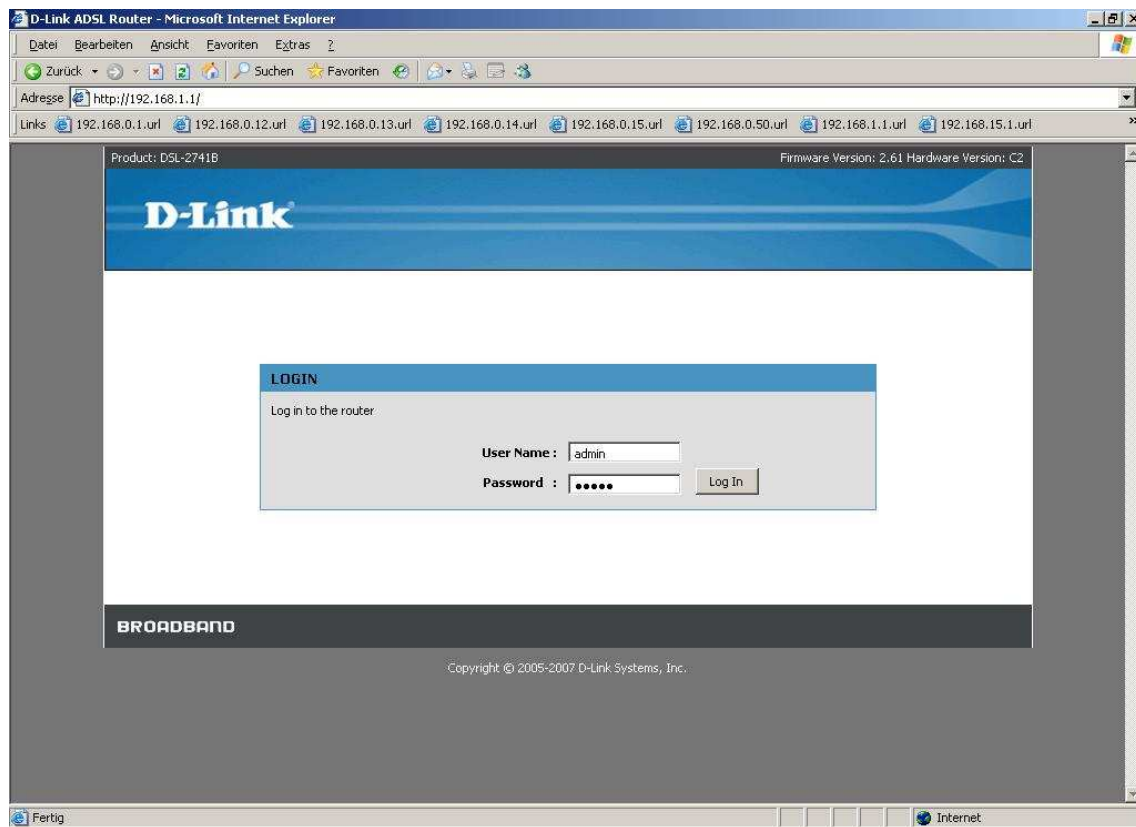 D-Link ADSL Router - Microsoft Internet Explorer
Datei Bearbeiten Ansicht Favoriten Extras ?
Zurück Suchen Favoriten
Adresse http://192.168.1.1/
Links 192.168.0.1.url 192.168.0.12.url 192.168.0.13.url 192.168.0.14.url 192.168.0.15.url 192.168.0.50.url 192.168.1.1.url 192.168.15.1.url »
Product: DSL-2741B Firmware Version: 2.61 Hardware Version: C2
D-Link
LOGIN
Log in to the router
User Name : admin
Password : ●●●●● Log In
BROADBAND
Copyright © 2005-2007 D-Link Systems, Inc.
Fertig Internet